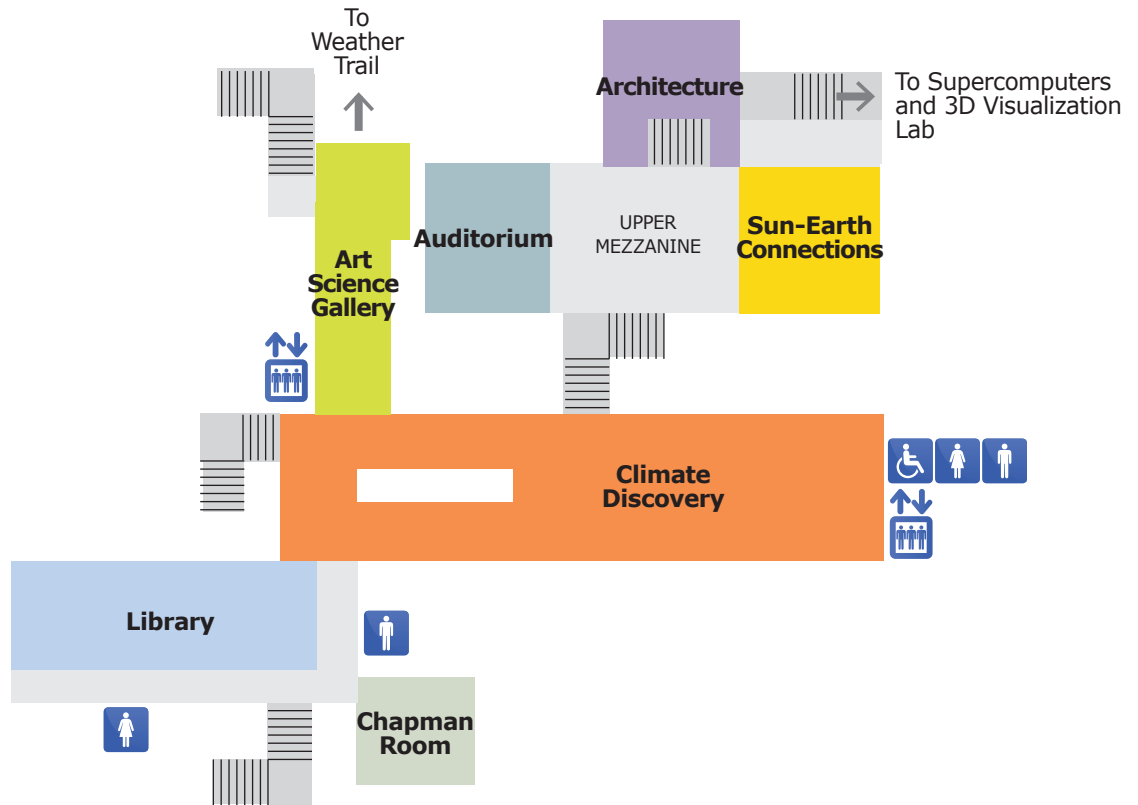 To
Weather
Trail
Architecture
To Supercomputers
and 3D Visualization
Lab
Auditorium
UPPER
MEZZANINE
Sun-Earth
Connections
Art
Science
Gallery
Climate
Discovery
Library
Chapman
Room